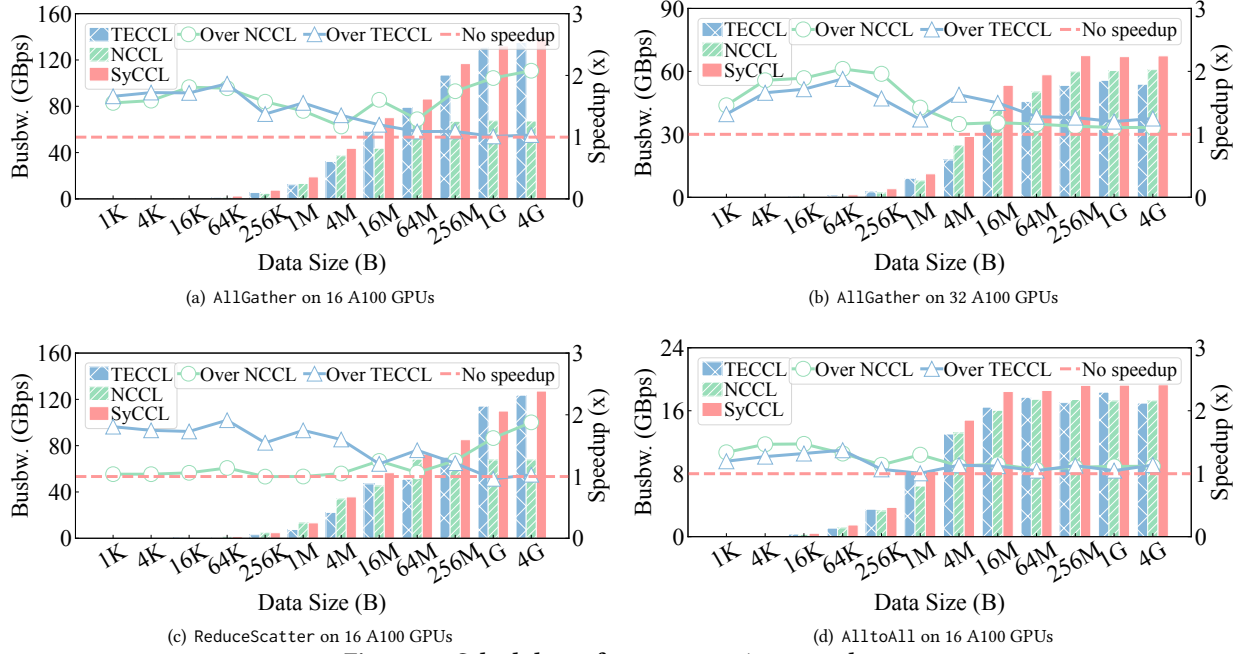 160
120
80
40
0
Busbw. (GBps)
TECCL
NCCL
SyCCL
Over NCCL
Over TECCL
No speedup
3
2
1
0
Speedup (x)
1K 4K 16K 64K 256K 1M 4M 16M 64M 256M 1G 4G
Data Size (B)
(a) AllGather on 16 A100 GPUs
90
60
30
0
Busbw. (GBps)
TECCL
NCCL
SyCCL
Over NCCL
Over TECCL
No speedup
3
2
1
0
Speedup (x)
1K 4K 16K 64K 256K 1M 4M 16M 64M 256M 1G 4G
Data Size (B)
(b) AllGather on 32 A100 GPUs
160
120
80
40
0
Busbw. (GBps)
TECCL
NCCL
SyCCL
Over NCCL
Over TECCL
No speedup
3
2
1
0
Speedup (x)
1K 4K 16K 64K 256K 1M 4M 16M 64M 256M 1G 4G
Data Size (B)
(c) ReduceScatter on 16 A100 GPUs
24
16
8
0
Busbw. (GBps)
TECCL
NCCL
SyCCL
Over NCCL
Over TECCL
No speedup
3
2
1
0
Speedup (x)
1K 4K 16K 64K 256K 1M 4M 16M 64M 256M 1G 4G
Data Size (B)
(d) AlltoAll on 16 A100 GPUs